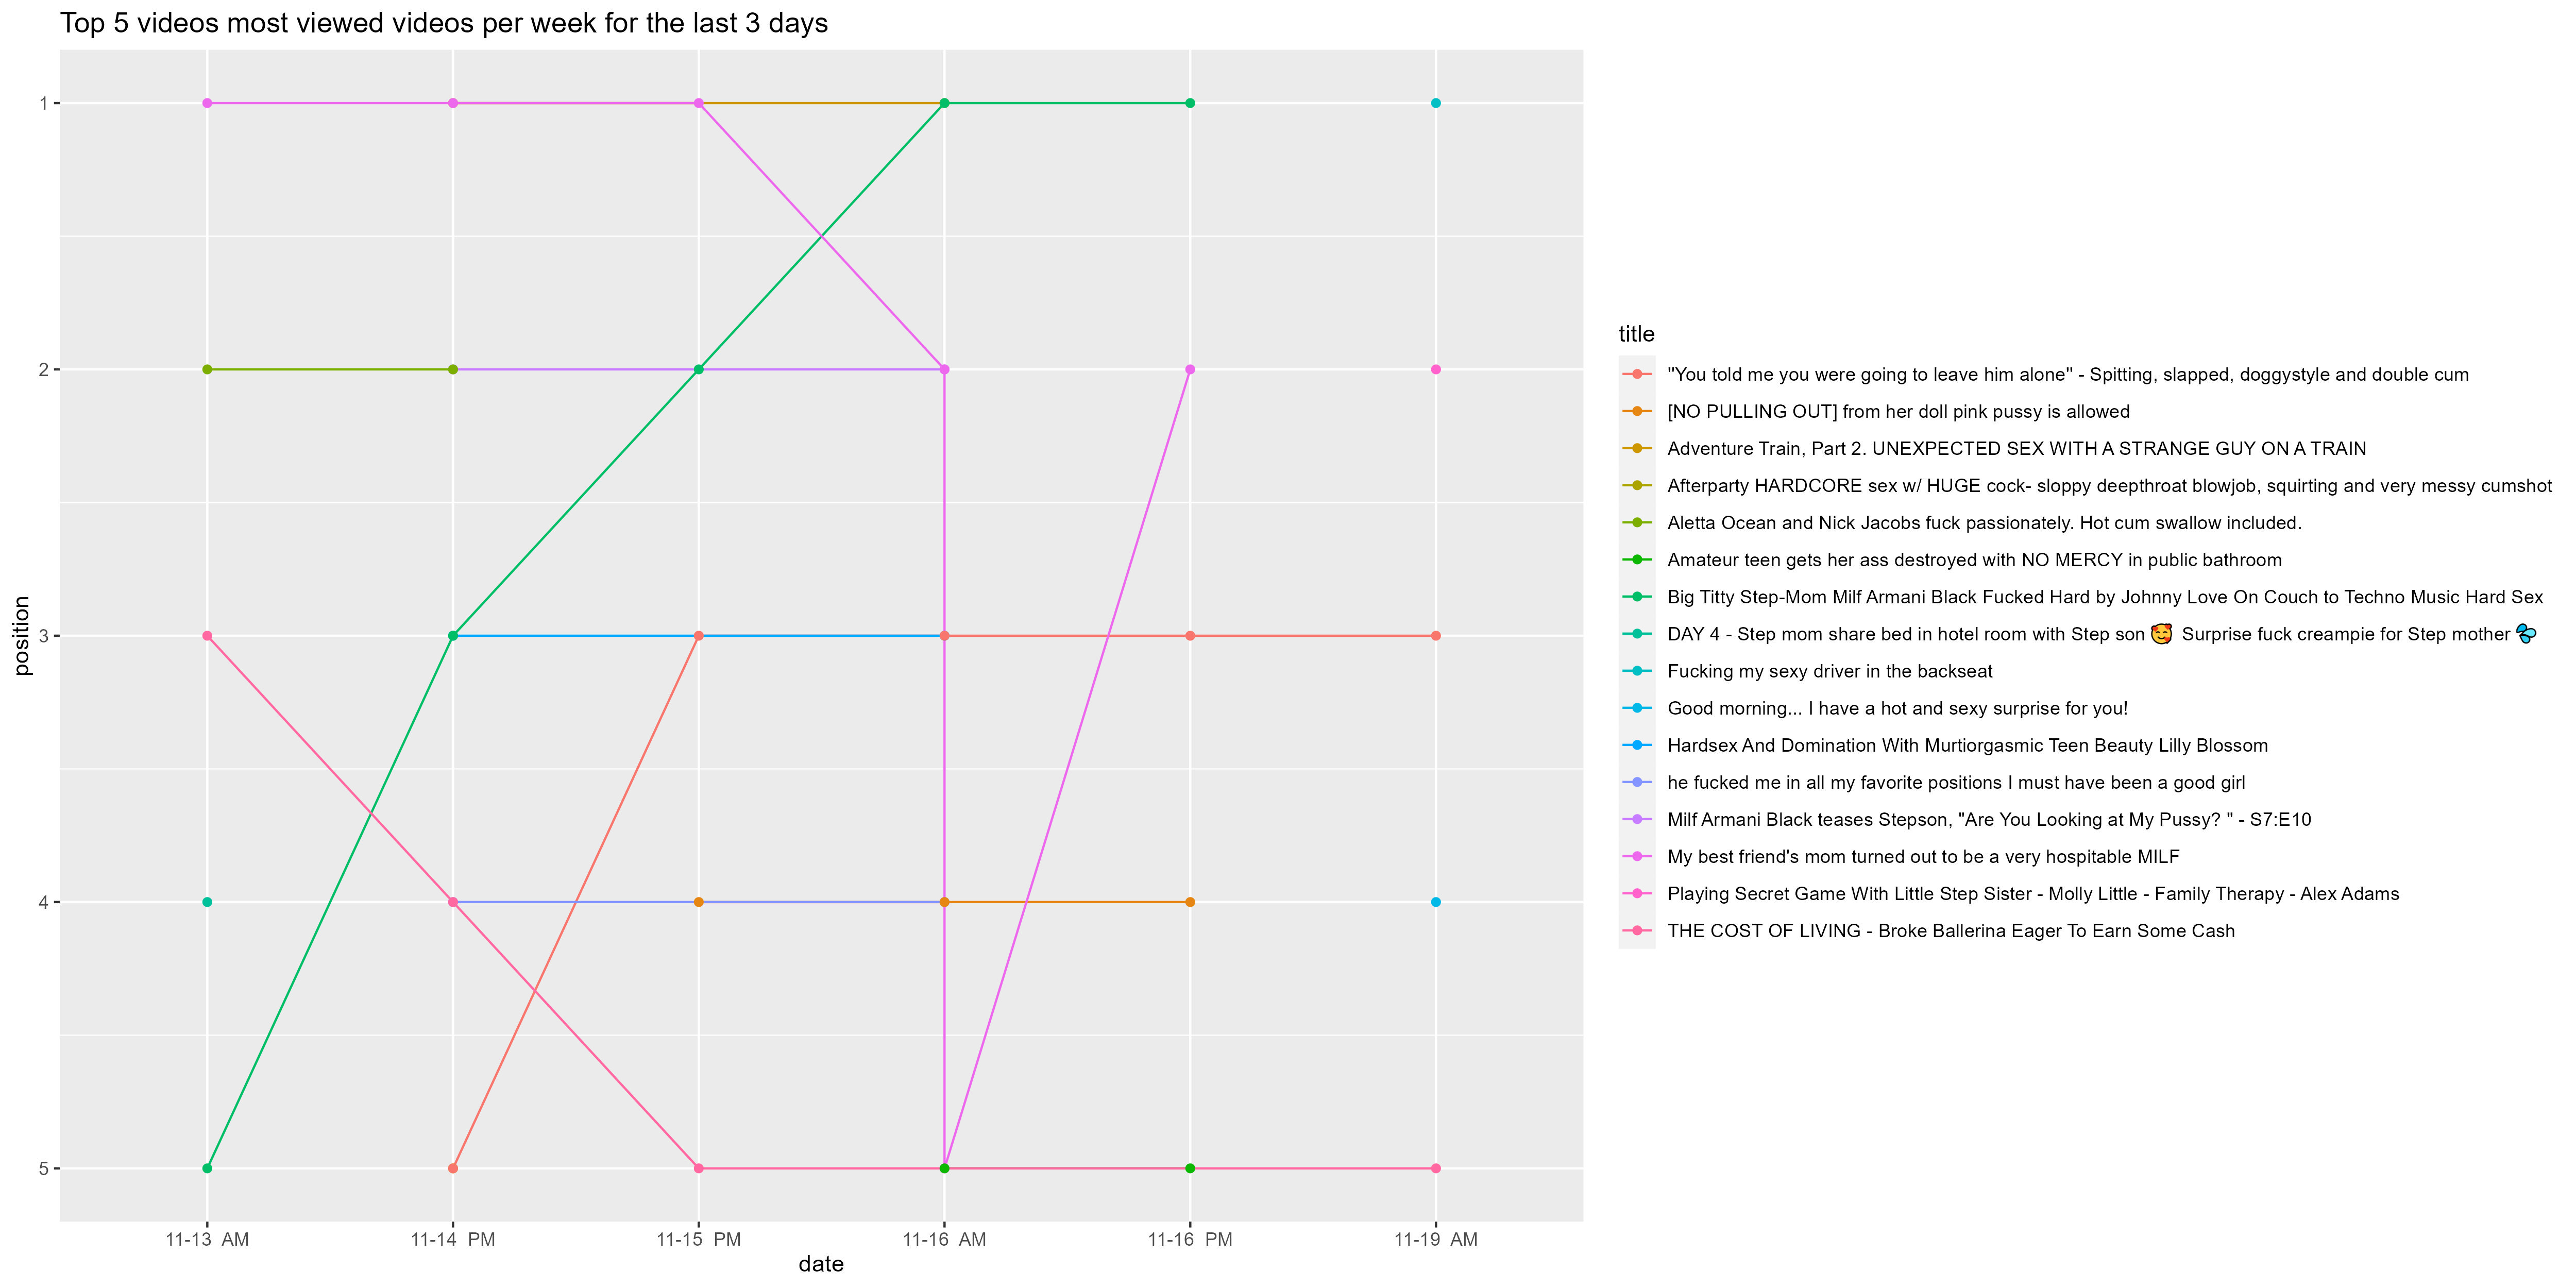 Top 5 videos most viewed videos per week for the last 3 days
position
1
2
3
4
5
11-13 AM
11-14 PM
11-15 PM
11-16 AM
11-16 PM
11-19 AM
date
title
"You told me you were going to leave him alone" - Spitting, slapped, doggystyle and double cum
[NO PULLING OUT] from her doll pink pussy is allowed
Adventure Train, Part 2. UNEXPECTED SEX WITH A STRANGE GUY ON A TRAIN
Afterparty HARDCORE sex w/ HUGE cock- sloppy deepthroat blowjob, squirting and very messy cumshot
Aletta Ocean and Nick Jacobs fuck passionately. Hot cum swallow included.
Amateur teen gets her ass destroyed with NO MERCY in public bathroom
Big Titty Step-Mom Milf Armani Black Fucked Hard by Johnny Love On Couch to Techno Music Hard Sex
DAY 4 - Step mom share bed in hotel room with Step son 🥰 Surprise fuck creampie for Step mother 💦
Fucking my sexy driver in the backseat
Good morning... I have a hot and sexy surprise for you!
Hardsex And Domination With Murtiorgasmic Teen Beauty Lilly Blossom
he fucked me in all my favorite positions I must have been a good girl
Milf Armani Black teases Stepson, "Are You Looking at My Pussy? " - S7:E10
My best friend's mom turned out to be a very hospitable MILF
Playing Secret Game With Little Step Sister - Molly Little - Family Therapy - Alex Adams
THE COST OF LIVING - Broke Ballerina Eager To Earn Some Cash